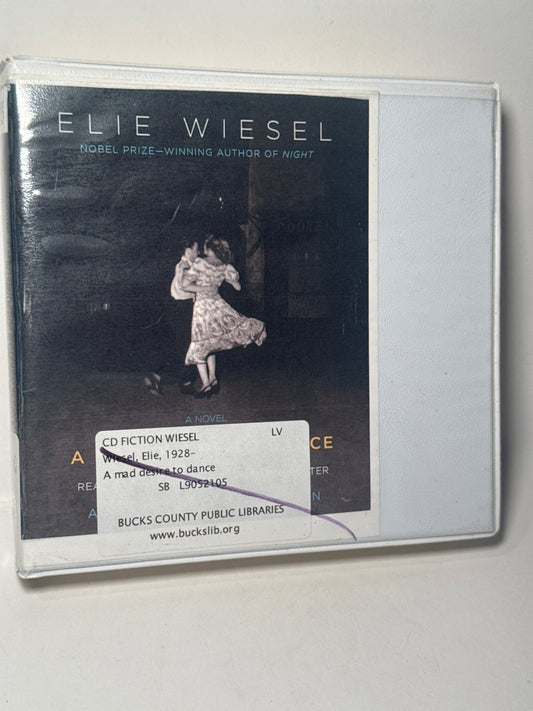 ELIE WIESEL
NOBEL PRIZE—WINNING AUTHOR OF NIGHT
A NOVEL
CD FICTION WIESEL LV
Wiesel, Elie, 1928-
A mad desire to dance
SB L9052105
BUCKS COUNTY PUBLIC LIBRARIES
www.buckslib.org
A CE
REA TER
A N